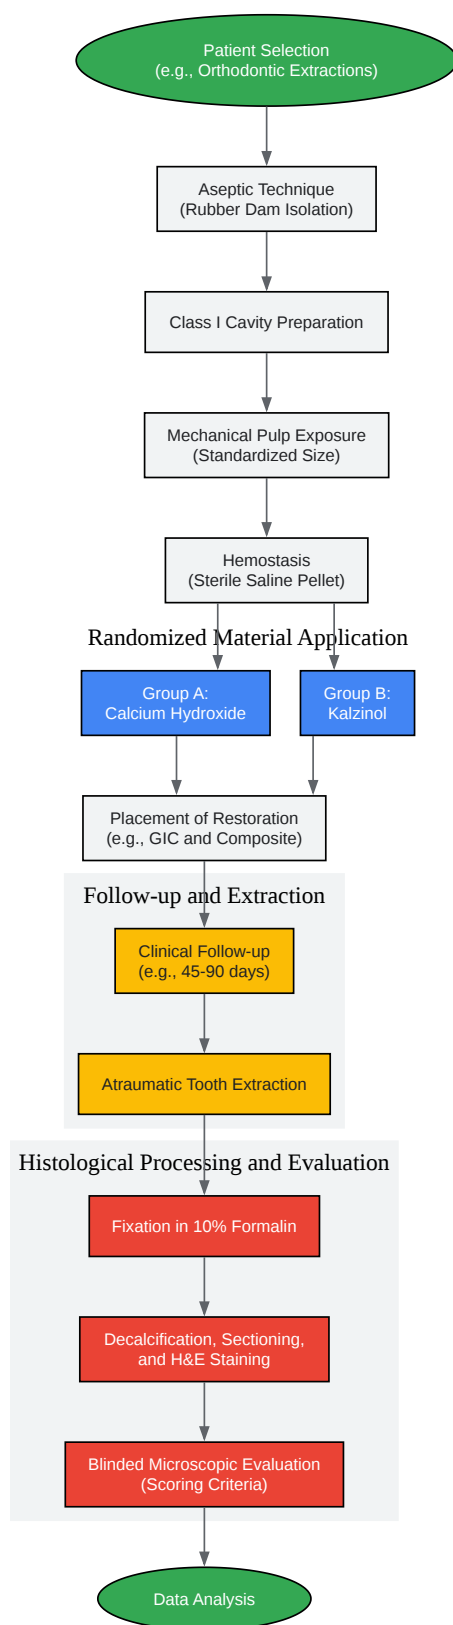 Patient Selection
(e.g., Orthodontic Extractions)
Aseptic Technique
(Rubber Dam Isolation)
Class I Cavity Preparation
Mechanical Pulp Exposure
(Standardized Size)
Hemostasis
(Sterile Saline Pellet)
Randomized Material Application
Group A:
Calcium Hydroxide
Group B:
Kalzinol
Placement of Restoration
(e.g., GIC and Composite)
Follow-up and Extraction
Clinical Follow-up
(e.g., 45-90 days)
Atraumatic Tooth Extraction
Histological Processing and Evaluation
Fixation in 10% Formalin
Decalcification, Sectioning,
and H&E Staining
Blinded Microscopic Evaluation
(Scoring Criteria)
Data Analysis